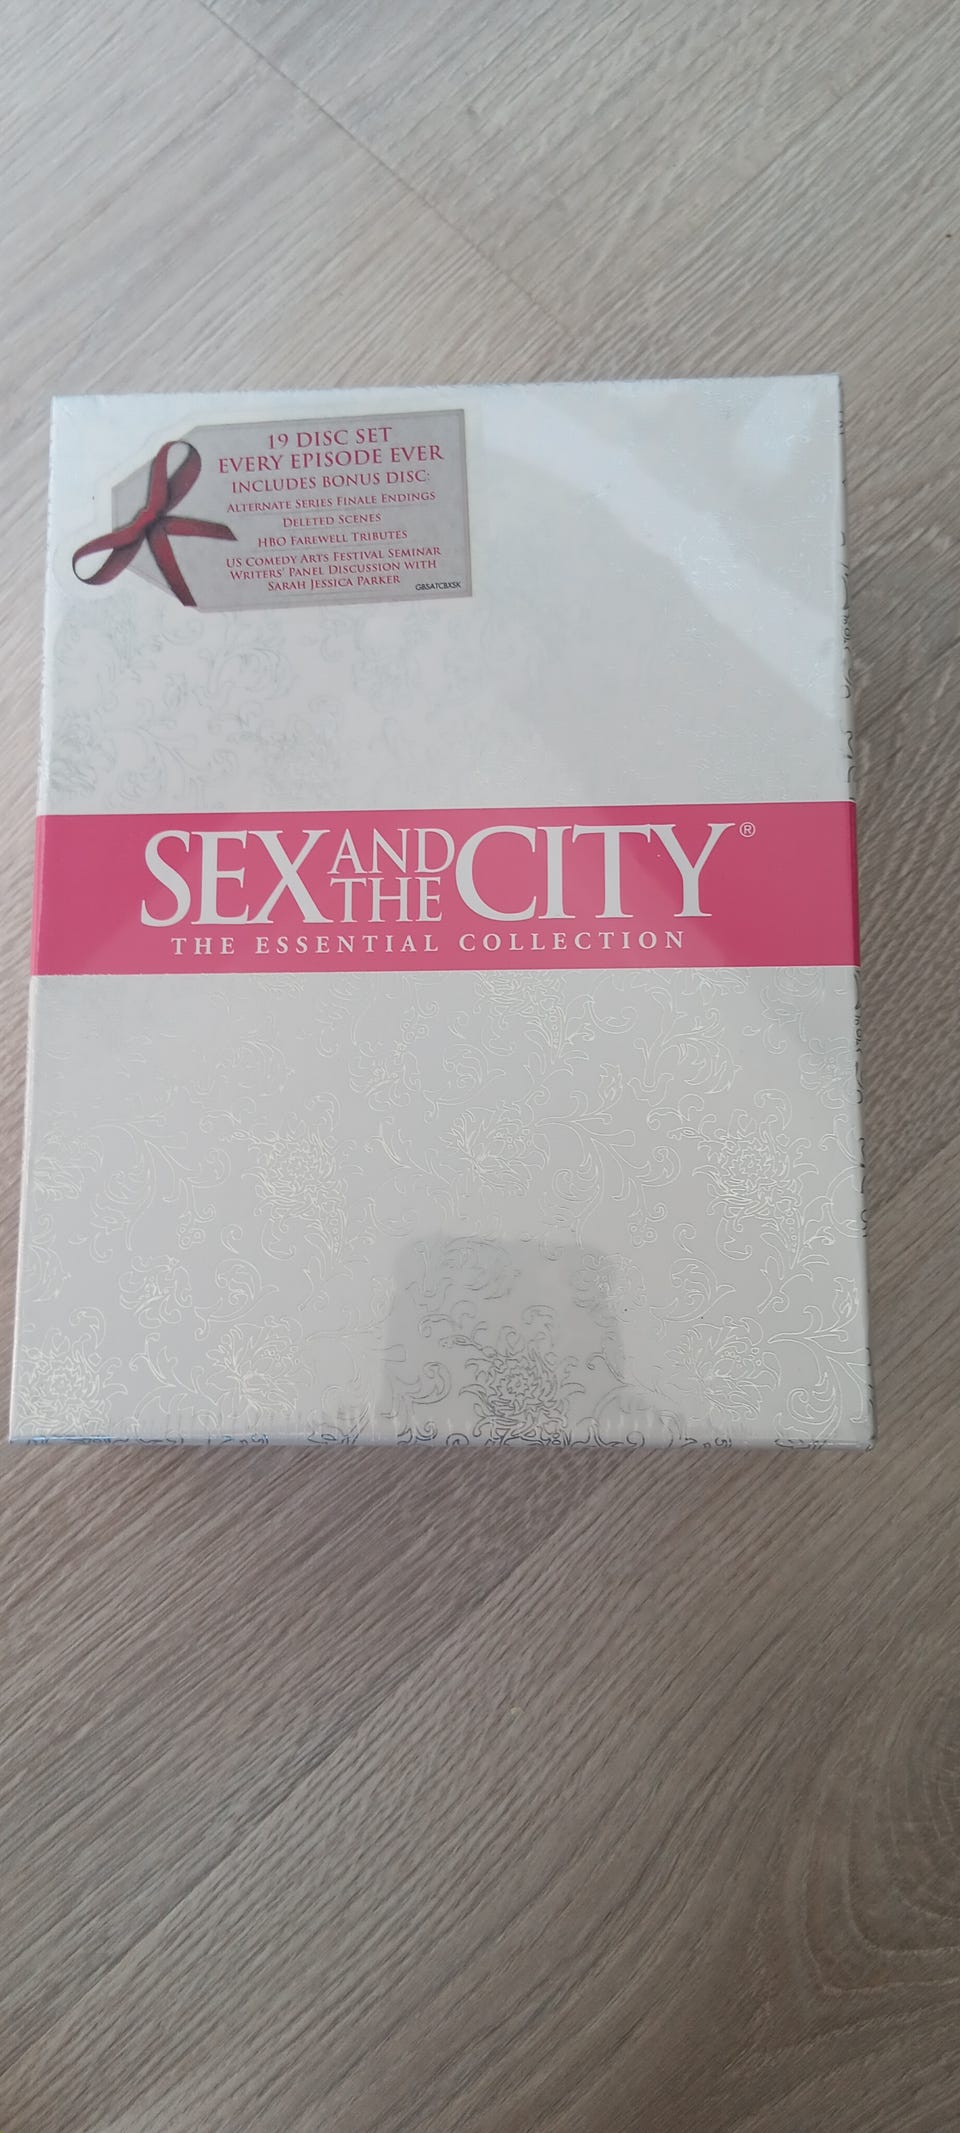 19 DISC SET
EVERY EPISODE EVER
INCLUDES BONUS DISC:
ALTERNATE SERIES FINALE ENDINGS
DELETED SCENES
HBO FAREWELL TRIBUTES
US COMEDY ARTS FESTIVAL SEMINAR
WRITERS' PANEL DISCUSSION WITH
SARAH JESSICA PARKER
GBSATCBXSK
SEX AND THE CITY®
THE ESSENTIAL COLLECTION